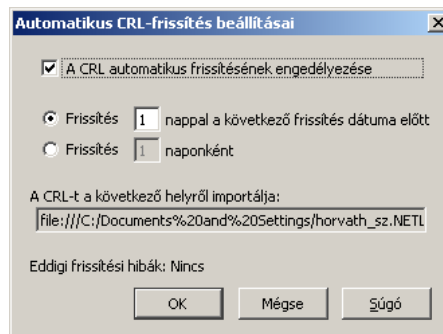 Automatikus CRL-frissítés beállításai
A CRL automatikus frissítésének engedélyezése
Frissítés 1 nappal a következő frissítés dátuma előtt
Frissítés 1 naponként
A CRL-t a következő helyről importálja:
file:///C:/Documents%20and%20Settings/horvath_sz.NETL
Eddigi frissítési hibák: Nincs
OK Mégse Súgó